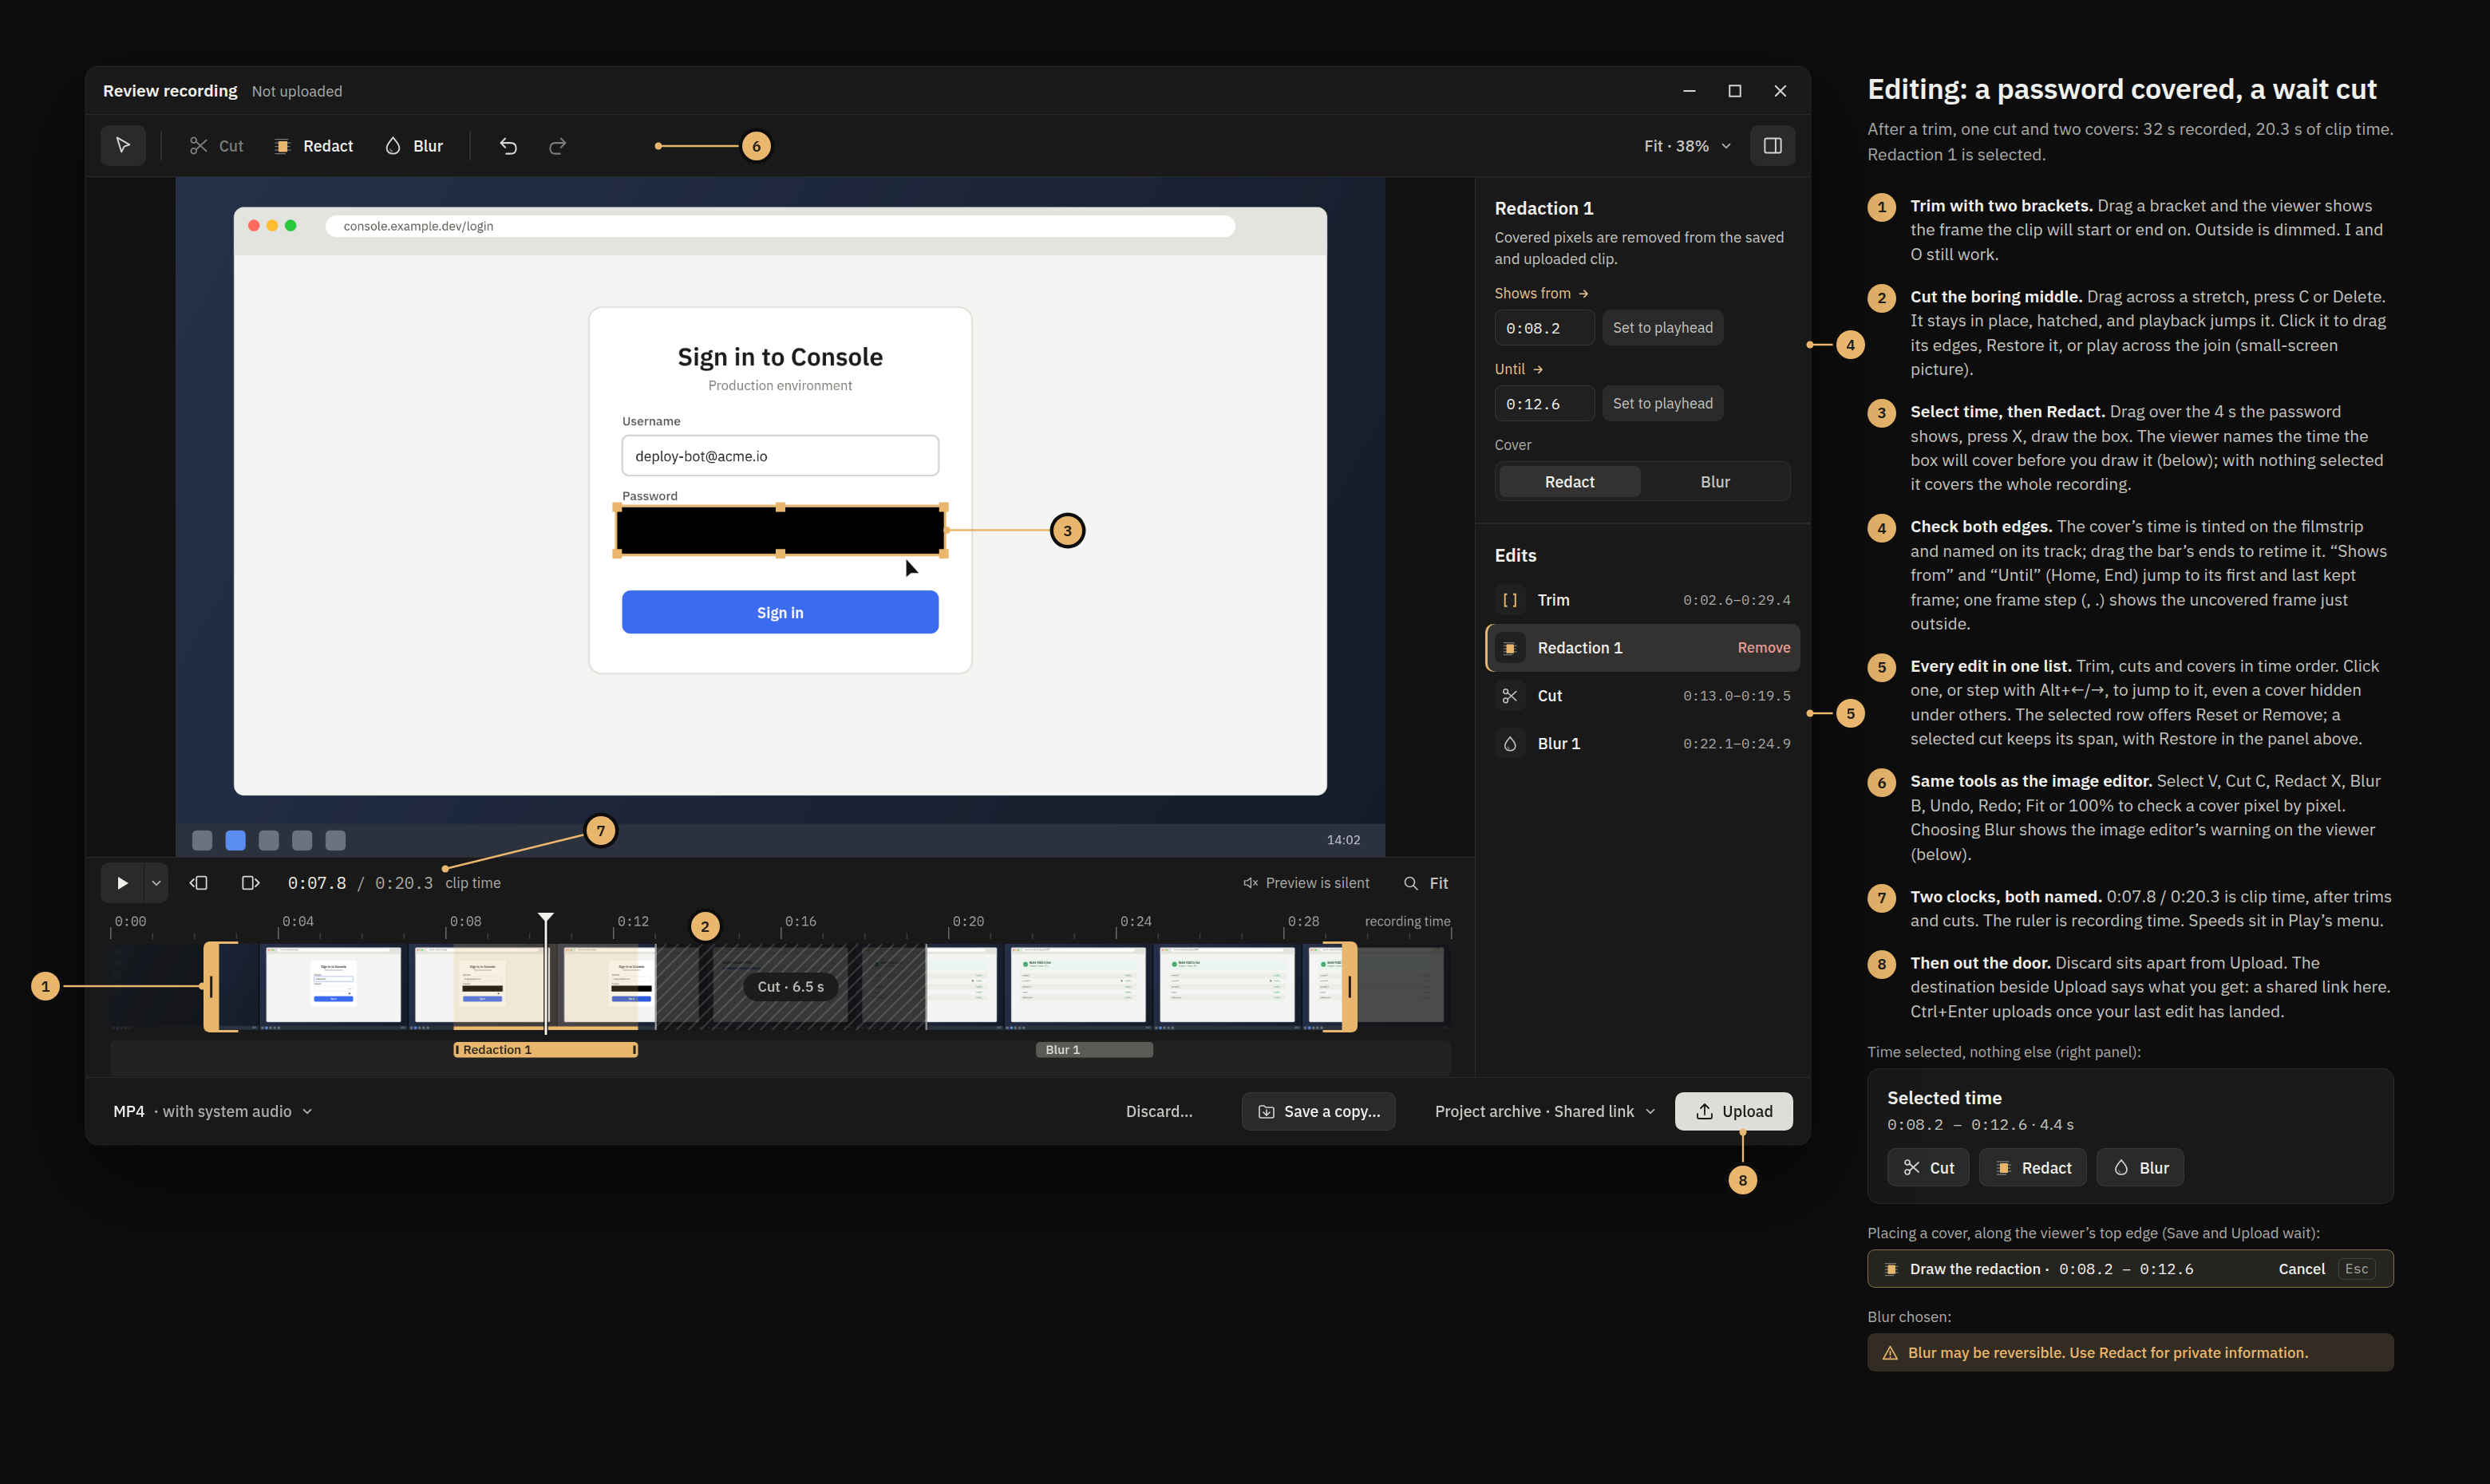 Review recording Not uploaded
Cut Redact Blur
6
Fit · 38%
console.example.dev/login
Sign in to Console
Production environment
Username
deploy-bot@acme.io
Password
3
Sign in
14:02
7
Redaction 1
Covered pixels are removed from the saved
and uploaded clip.
Shows from →
0:08.2 Set to playhead
Until →
0:12.6 Set to playhead
Cover
Redact Blur
4
Edits
Trim 0:02.6–0:29.4
Redaction 1 Remove
Cut 0:13.0–0:19.5
Blur 1 0:22.1–0:24.9
5
0:07.8 / 0:20.3 clip time
Preview is silent Fit
0:00 0:04 0:08 0:12 0:16 0:20 0:24 0:28 recording time
2
1
Cut · 6.5 s
Redaction 1 Blur 1
MP4 · with system audio
Discard... Save a copy... Project archive · Shared link Upload
8
Editing: a password covered, a wait cut
After a trim, one cut and two covers: 32 s recorded, 20.3 s of clip time.
Redaction 1 is selected.
1 Trim with two brackets. Drag a bracket and the viewer shows
the frame the clip will start or end on. Outside is dimmed. I and
O still work.
2 Cut the boring middle. Drag across a stretch, press C or Delete.
It stays in place, hatched, and playback jumps it. Click it to drag
its edges, Restore it, or play across the join (small-screen
picture).
3 Select time, then Redact. Drag over the 4 s the password
shows, press X, draw the box. The viewer names the time the
box will cover before you draw it (below); with nothing selected
it covers the whole recording.
4 Check both edges. The cover’s time is tinted on the filmstrip
and named on its track; drag the bar’s ends to retime it. “Shows
from” and “Until” (Home, End) jump to its first and last kept
frame; one frame step (, .) shows the uncovered frame just
outside.
5 Every edit in one list. Trim, cuts and covers in time order. Click
one, or step with Alt+←/→, to jump to it, even a cover hidden
under others. The selected row offers Reset or Remove; a
selected cut keeps its span, with Restore in the panel above.
6 Same tools as the image editor. Select V, Cut C, Redact X, Blur
B, Undo, Redo; Fit or 100% to check a cover pixel by pixel.
Choosing Blur shows the image editor’s warning on the viewer
(below).
7 Two clocks, both named. 0:07.8 / 0:20.3 is clip time, after trims
and cuts. The ruler is recording time. Speeds sit in Play’s menu.
8 Then out the door. Discard sits apart from Upload. The
destination beside Upload says what you get: a shared link here.
Ctrl+Enter uploads once your last edit has landed.
Time selected, nothing else (right panel):
Selected time
0:08.2 – 0:12.6 · 4.4 s
Cut Redact Blur
Placing a cover, along the viewer’s top edge (Save and Upload wait):
Draw the redaction · 0:08.2 – 0:12.6 Cancel Esc
Blur chosen:
Blur may be reversible. Use Redact for private information.